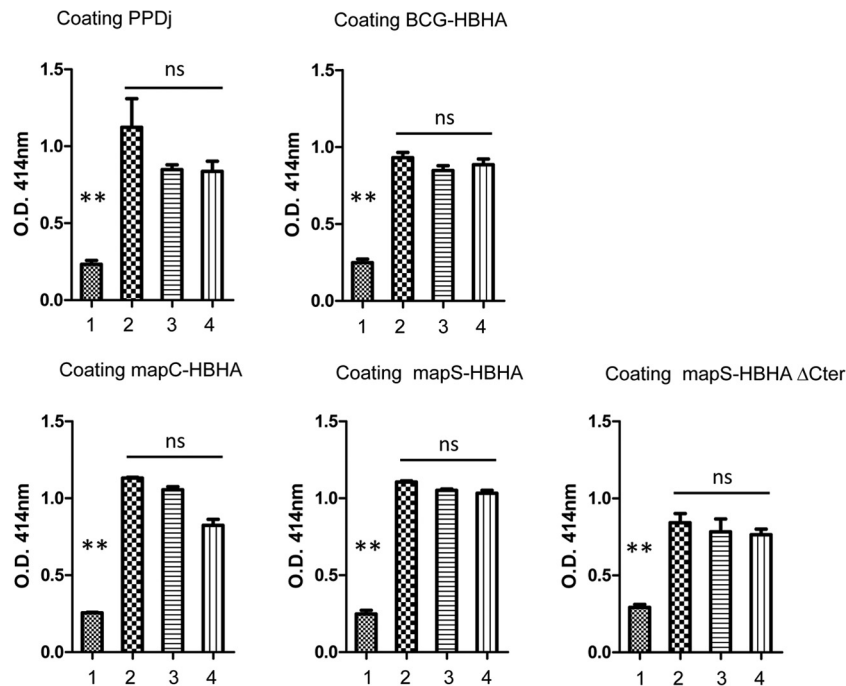 Coating PPDj
ns
1.5
1.0
0.5
0.0
O.D. 414nm
**
1 2 3 4
Coating BCG-HBHA
ns
1.5
1.0
0.5
0.0
O.D. 414nm
**
1 2 3 4
Coating mapC-HBHA
ns
1.5
1.0
0.5
0.0
O.D. 414nm
**
1 2 3 4
Coating mapS-HBHA
ns
1.5
1.0
0.5
0.0
O.D. 414nm
**
1 2 3 4
Coating mapS-HBHA ΔCter
ns
1.5
1.0
0.5
0.0
O.D. 414nm
**
1 2 3 4